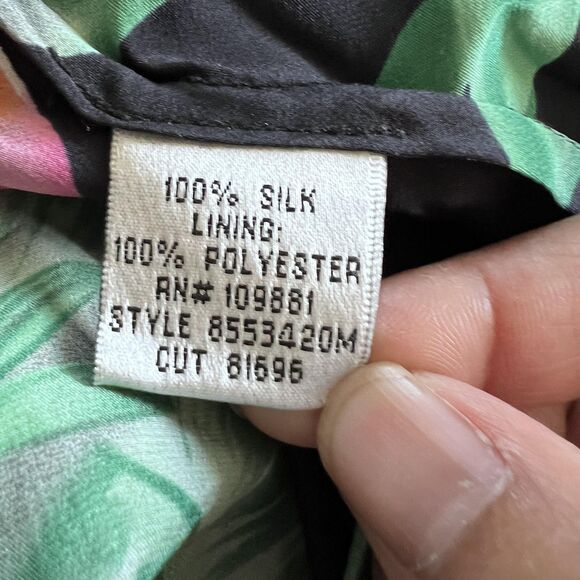 100% SILK
LINING:
100% POLYESTER
RN# 109881
STYLE 8553420M
CUT 81696